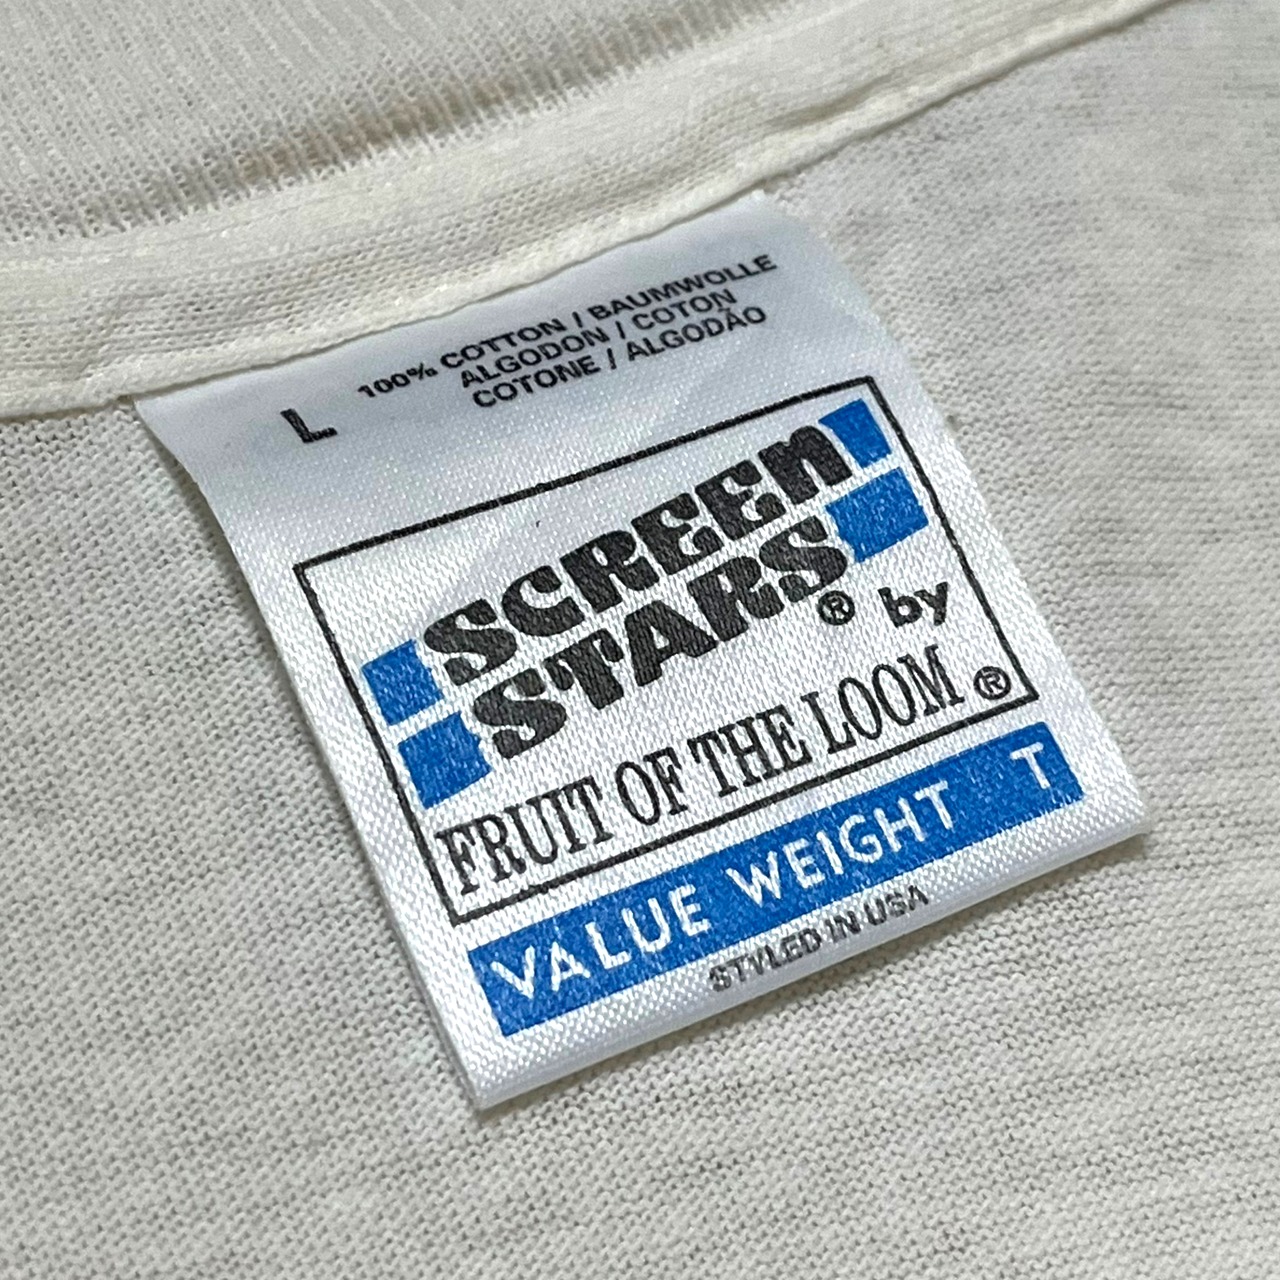 L
100% COTTON / BAUMWOLLE
ALGODON / COTON
COTONE / ALGODÃO
SCREEN
STARS® by
FRUIT OF THE LOOM®
VALUE WEIGHT T
STYLED IN USA